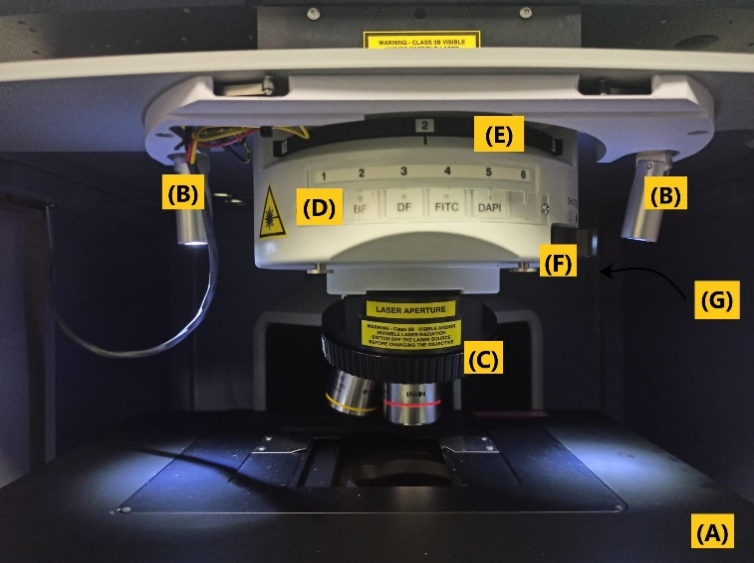 WARNING - CLASS 3B VISIBLE
2
(E)
(B)
(B)
1 2 3 4 5 6
(D)
BF DF FITC DAPI
(F)
(G)
LASER APERTURE
WARNING - Class 3B VISIBLE AND/OR
INVISIBLE LASER RADIATION
SWITCH OFF THE LASER SOURCE
BEFORE CHANGING THE OBJECTIVE
(C)
(A)